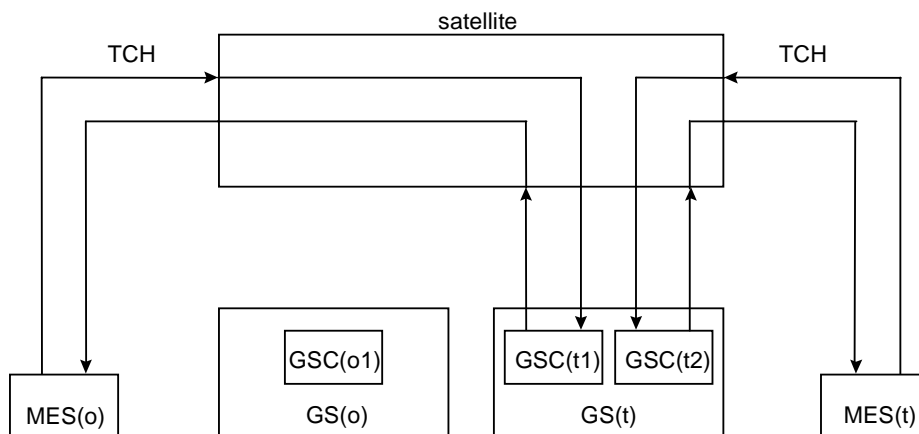 satellite
TCH
TCH
GSC(o1)
GSC(t1)
GSC(t2)
MES(o)
GS(o)
GS(t)
MES(t)